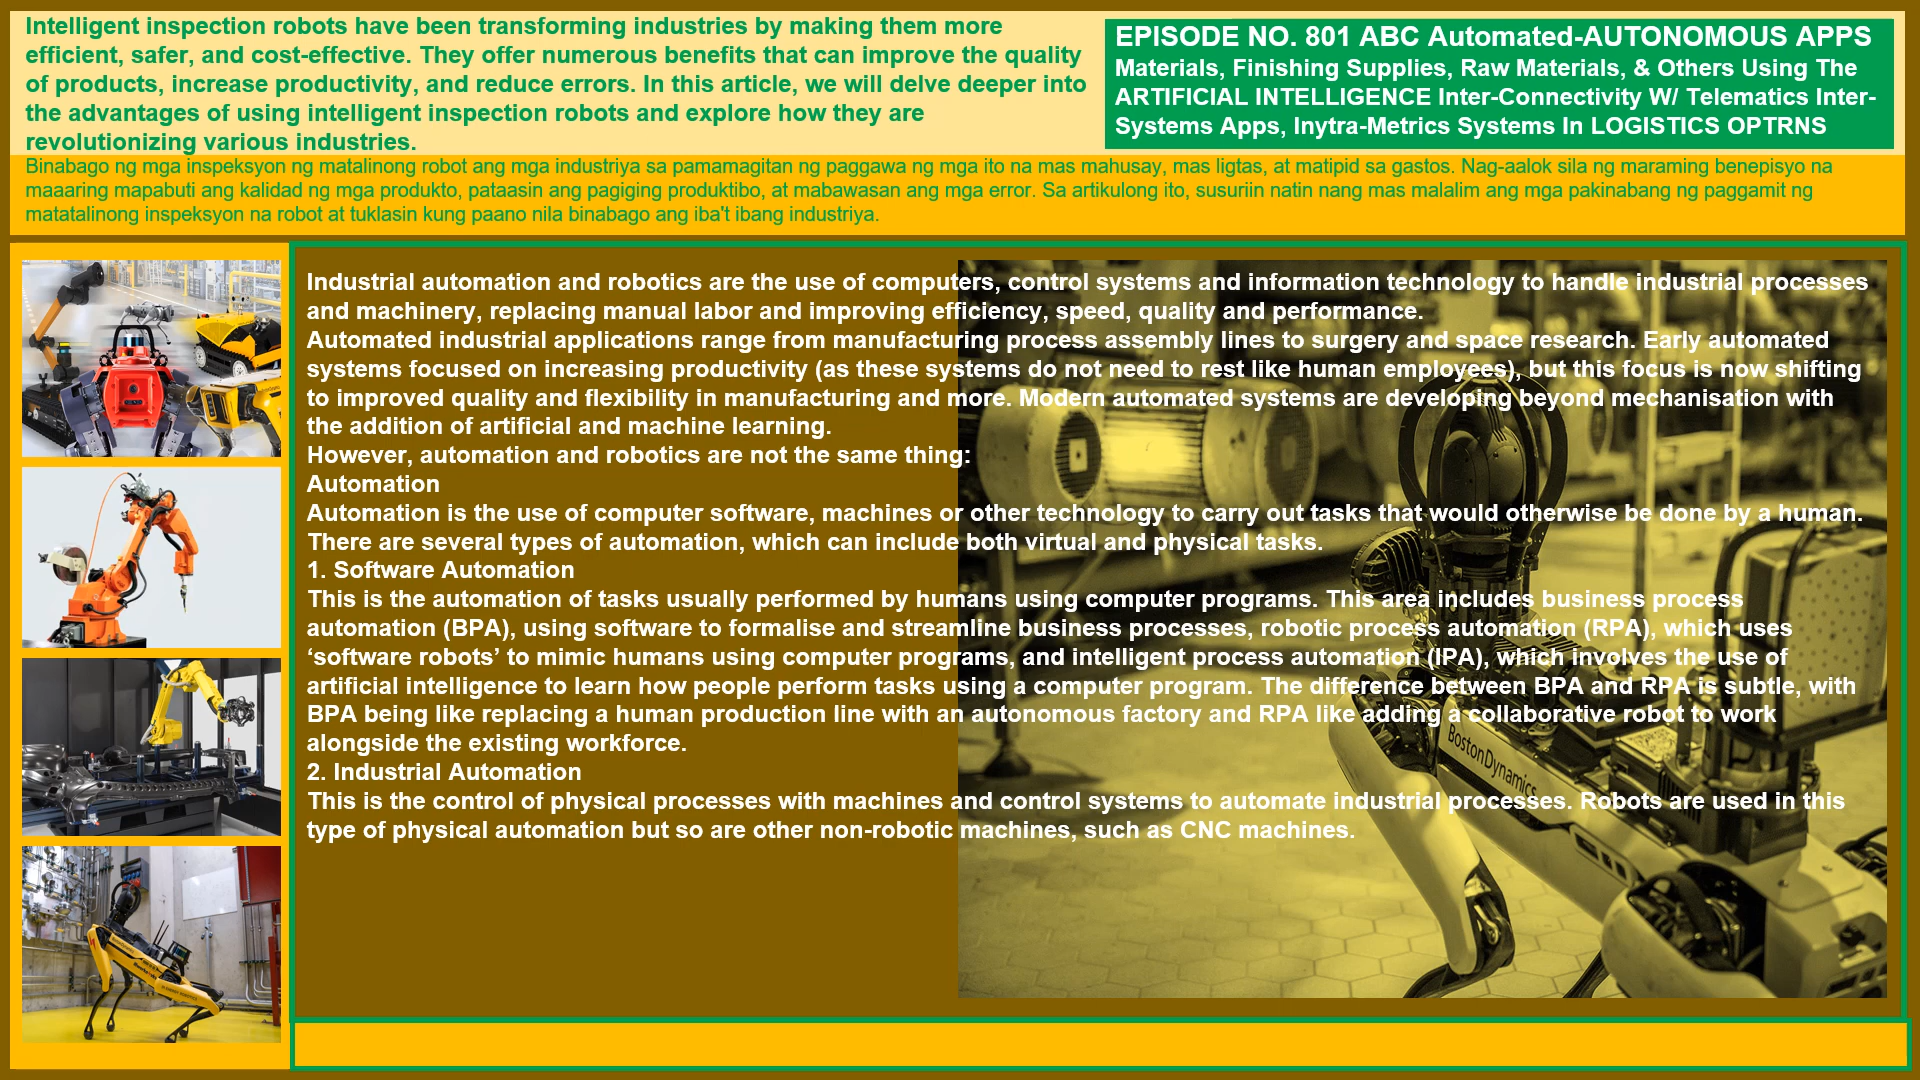 Intelligent inspection robots have been transforming industries by making them more
efficient, safer, and cost-effective. They offer numerous benefits that can improve the quality
of products, increase productivity, and reduce errors. In this article, we will delve deeper into
the advantages of using intelligent inspection robots and explore how they are
revolutionizing various industries.
EPISODE NO. 801 ABC Automated-AUTONOMOUS APPS
Materials, Finishing Supplies, Raw Materials, & Others Using The
ARTIFICIAL INTELLIGENCE Inter-Connectivity W/ Telematics Inter-
Systems Apps, Inytra-Metrics Systems In LOGISTICS OPTRNS
Binabago ng mga inspeksyon ng matalinong robot ang mga industriya sa pamamagitan ng paggawa ng mga ito na mas mahusay, mas ligtas, at matipid sa gastos. Nag-aalok sila ng maraming benepisyo na
maaaring mapabuti ang kalidad ng mga produkto, pataasin ang pagiging produktibo, at mabawasan ang mga error. Sa artikulong ito, susuriin natin nang mas malalim ang mga pakinabang ng paggamit ng
matatalinong inspeksyon na robot at tuklasin kung paano nila binabago ang iba't ibang industriya.
Industrial automation and robotics are the use of computers, control systems and information technology to handle industrial processes
and machinery, replacing manual labor and improving efficiency, speed, quality and performance.
Automated industrial applications range from manufacturing process assembly lines to surgery and space research. Early automated
systems focused on increasing productivity (as these systems do not need to rest like human employees), but this focus is now shifting
to improved quality and flexibility in manufacturing and more. Modern automated systems are developing beyond mechanisation with
the addition of artificial and machine learning.
However, automation and robotics are not the same thing:
Automation
Automation is the use of computer software, machines or other technology to carry out tasks that would otherwise be done by a human.
There are several types of automation, which can include both virtual and physical tasks.
1. Software Automation
This is the automation of tasks usually performed by humans using computer programs. This area includes business process
automation (BPA), using software to formalise and streamline business processes, robotic process automation (RPA), which uses
‘software robots’ to mimic humans using computer programs, and intelligent process automation (IPA), which involves the use of
artificial intelligence to learn how people perform tasks using a computer program. The difference between BPA and RPA is subtle, with
BPA being like replacing a human production line with an autonomous factory and RPA like adding a collaborative robot to work
alongside the existing workforce.
2. Industrial Automation
This is the control of physical processes with machines and control systems to automate industrial processes. Robots are used in this
type of physical automation but so are other non-robotic machines, such as CNC machines.
BostonDynamics